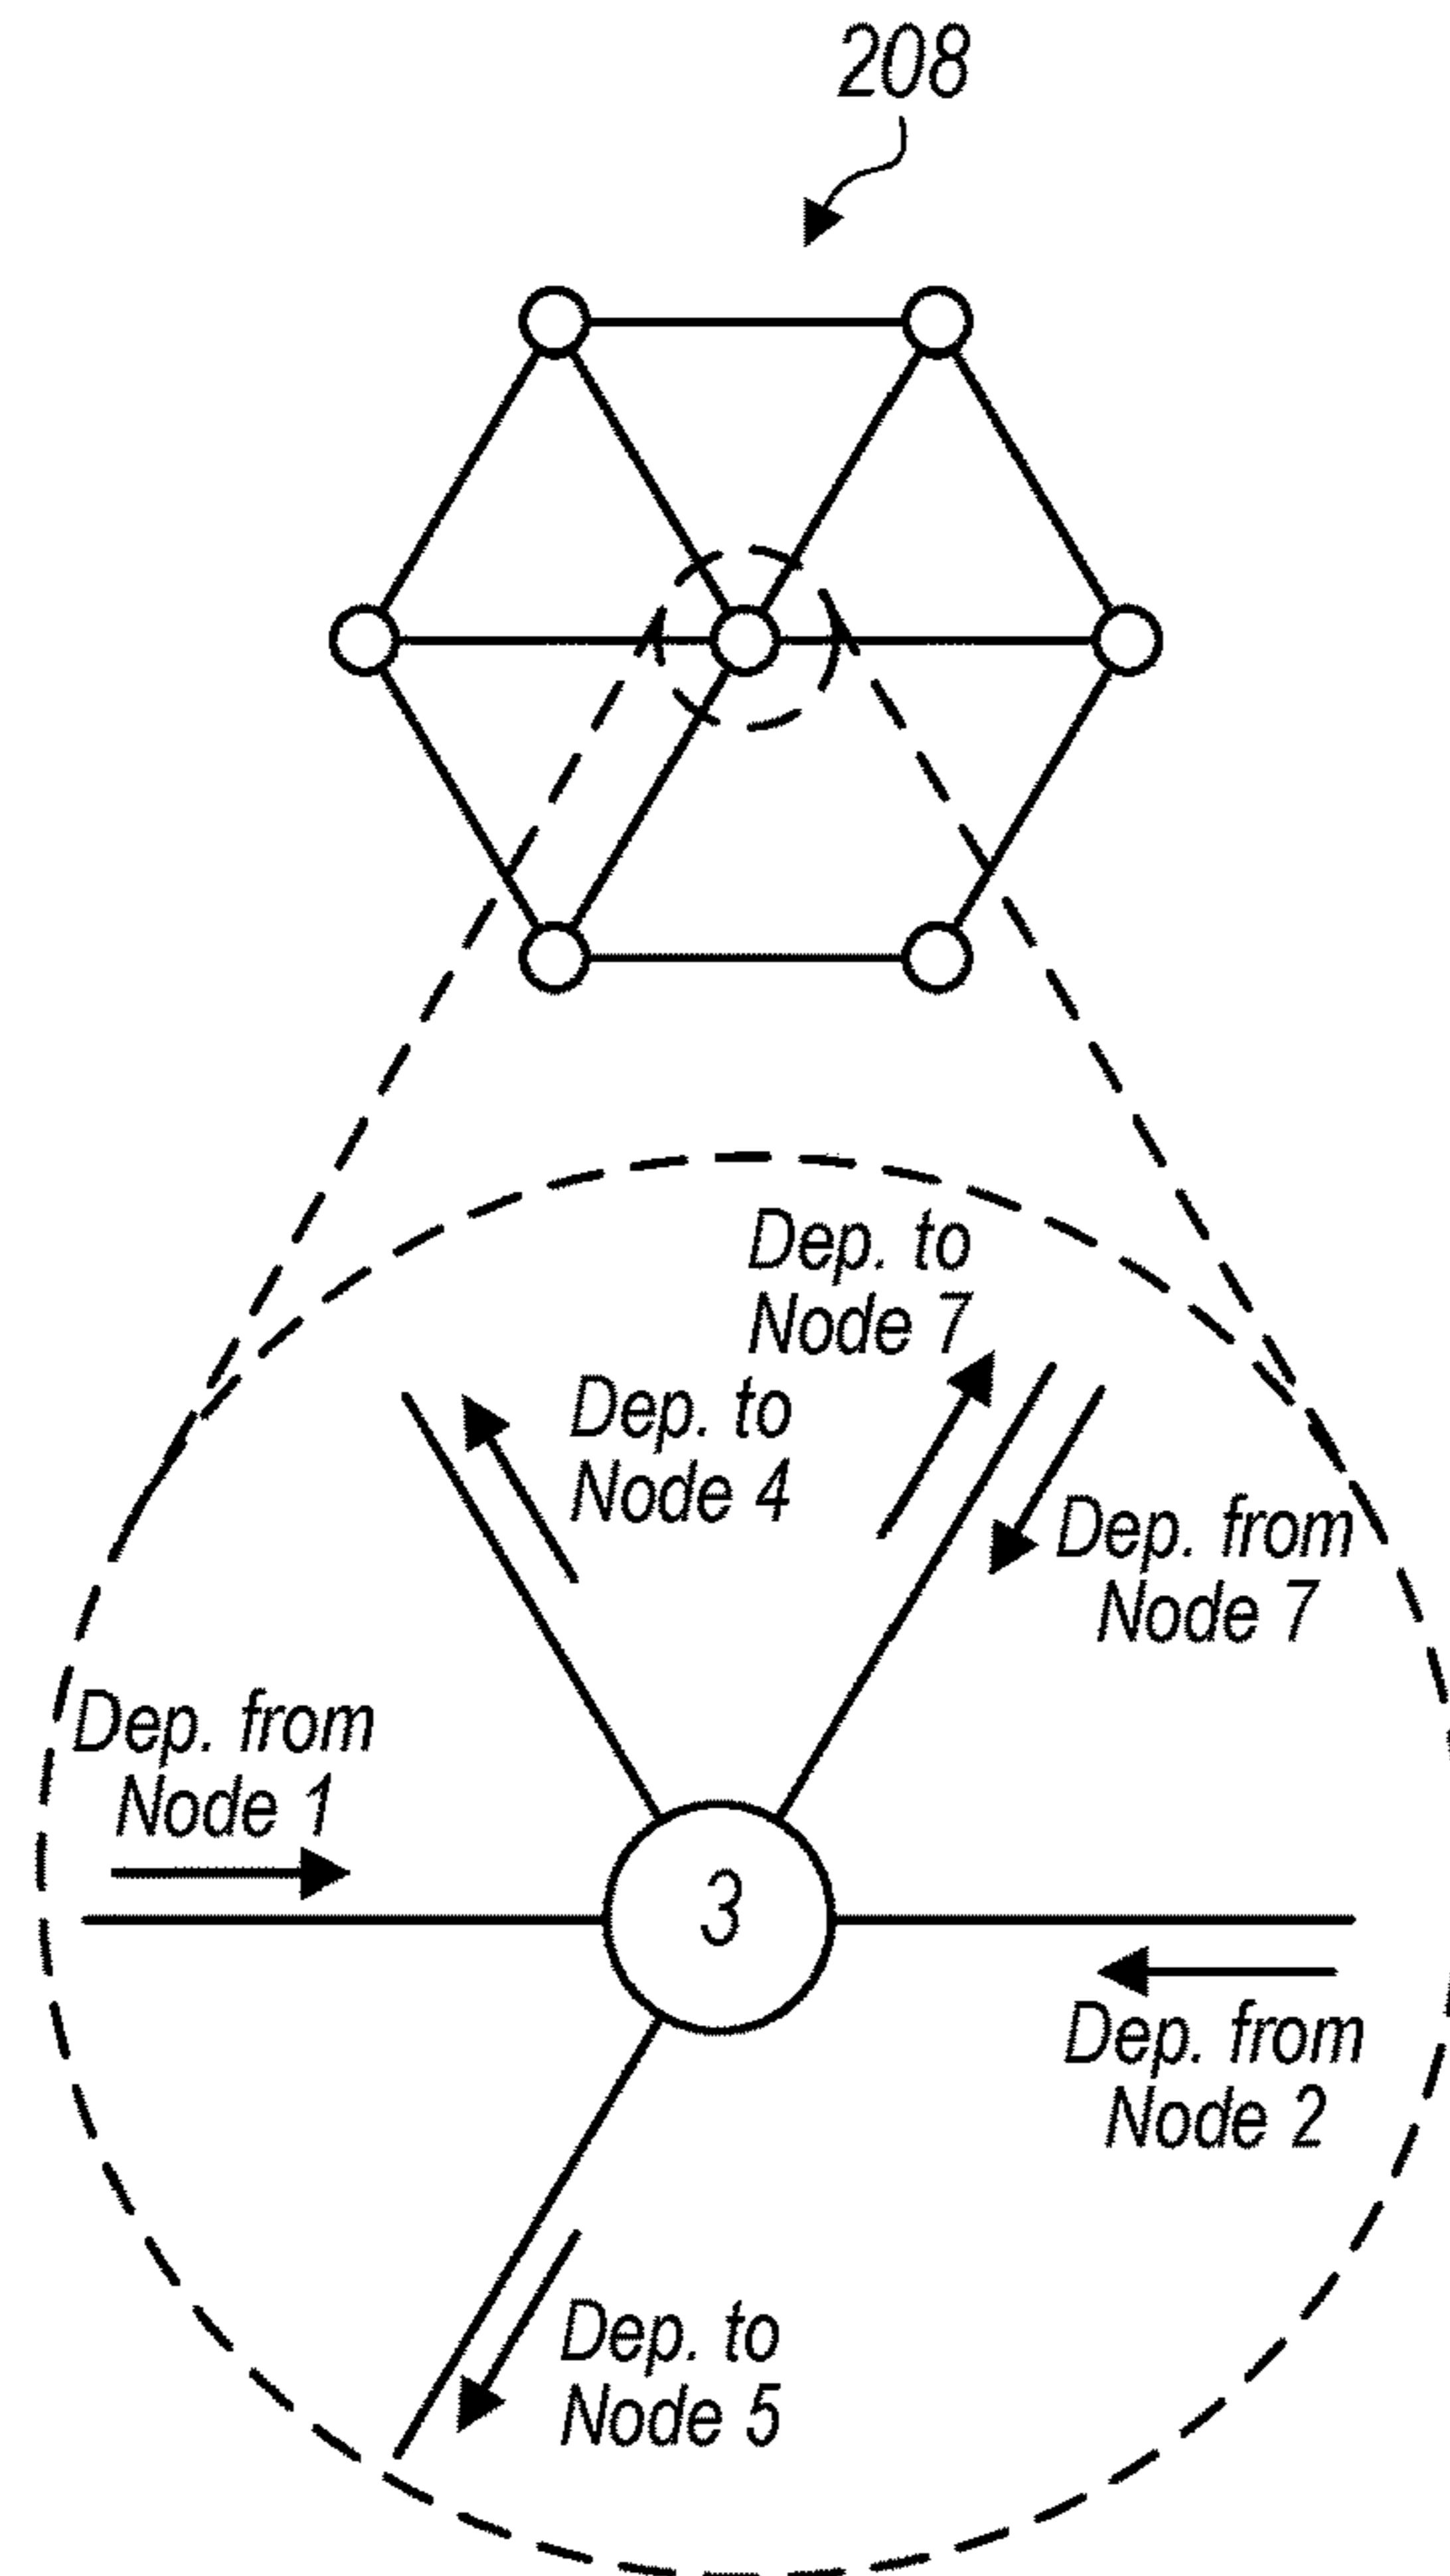 208
Dep. to
Node 7
Dep. to
Node 4
Dep. from
Node 7
Dep. from
Node 1
3
Dep. from
Node 2
Dep. to
Node 5